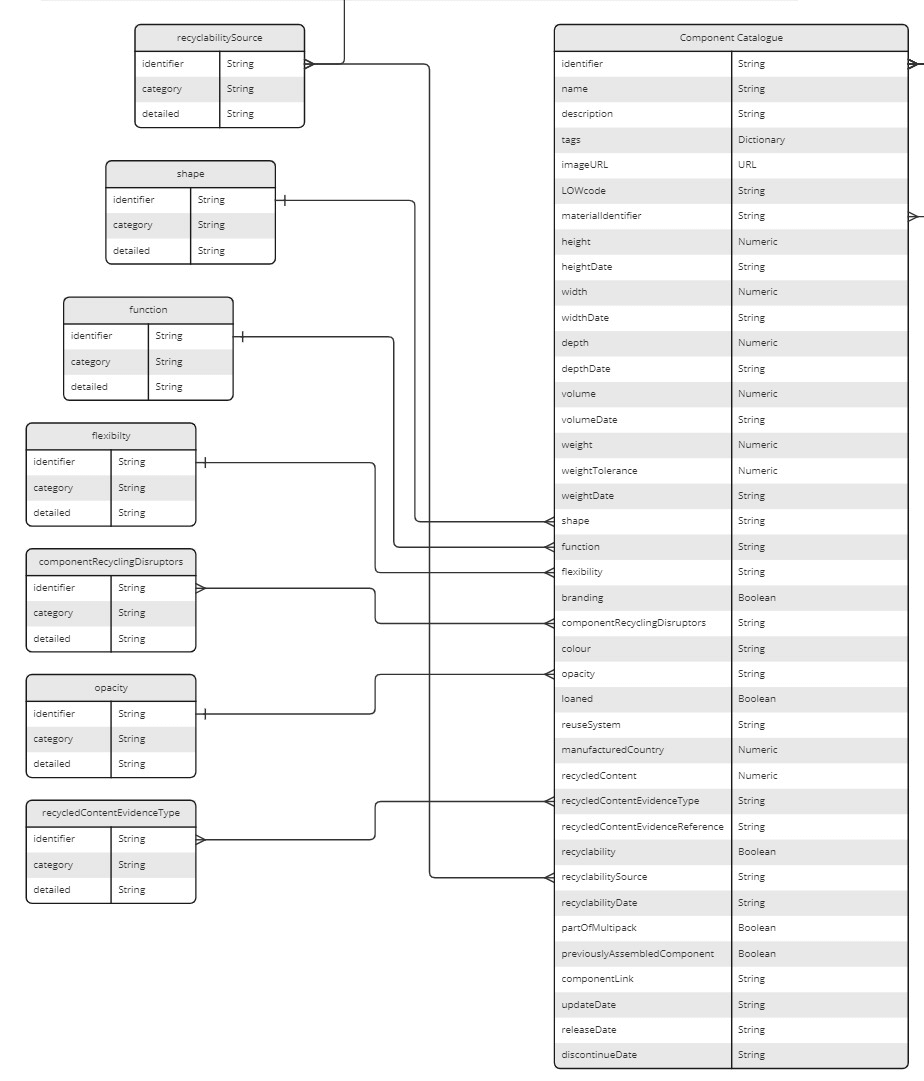 recyclabilitySource
identifier String
category String
detailed String
shape
identifier String
category String
detailed String
function
identifier String
category String
detailed String
flexibilty
identifier String
category String
detailed String
componentRecyclingDisruptors
identifier String
category String
detailed String
opacity
identifier String
category String
detailed String
recycledContentEvidenceType
identifier String
category String
detailed String
Component Catalogue
identifier String
name String
description String
tags Dictionary
imageURL URL
LOWcode String
materialIdentifier String
height Numeric
heightDate String
width Numeric
widthDate String
depth Numeric
depthDate String
volume Numeric
volumeDate String
weight Numeric
weightTolerance Numeric
weightDate String
shape String
function String
flexibility String
branding Boolean
componentRecyclingDisruptors String
colour String
opacity String
loaned Boolean
reuseSystem String
manufacturedCountry Numeric
recycledContent Numeric
recycledContentEvidenceType String
recycledContentEvidenceReference String
recyclability Boolean
recyclabilitySource String
recyclabilityDate String
partOfMultipack Boolean
previouslyAssembledComponent Boolean
componentLink String
updateDate String
releaseDate String
discontinueDate String